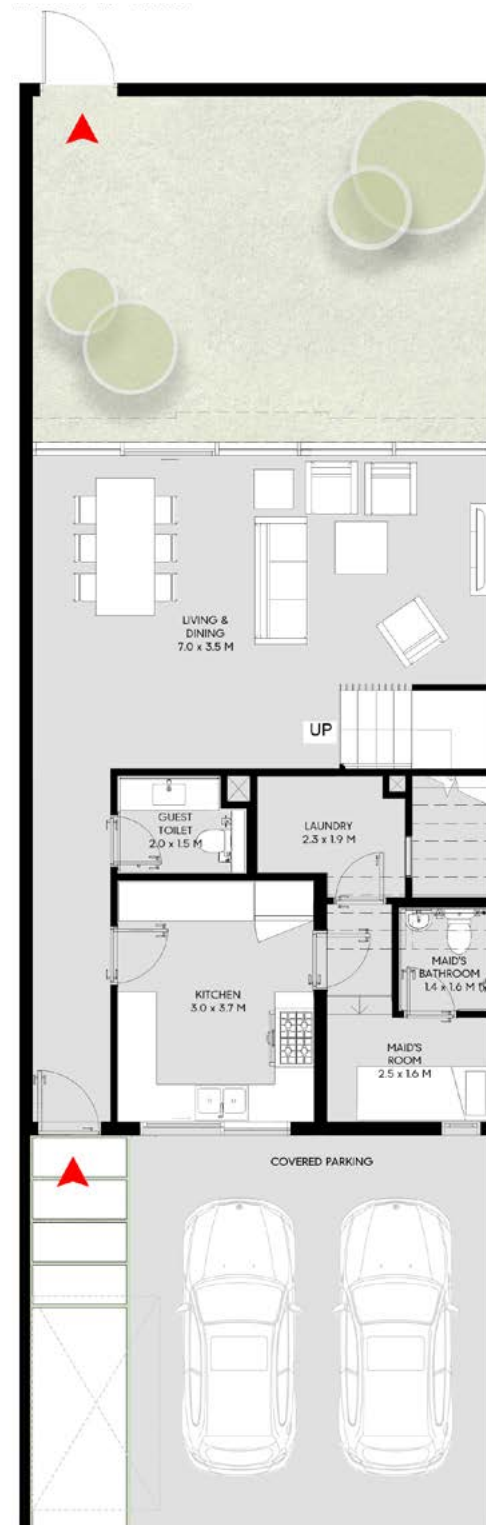 LIVING &
DINING
7.0 x 3.5 M
UP
GUEST
TOILET
2.0 x 1.5 M
LAUNDRY
2.3 x 1.9 M
MAID'S
BATHROOM
1.4 x 1.6 M
KITCHEN
3.0 x 3.7 M
MAID'S
ROOM
2.5 x 1.6 M
COVERED PARKING